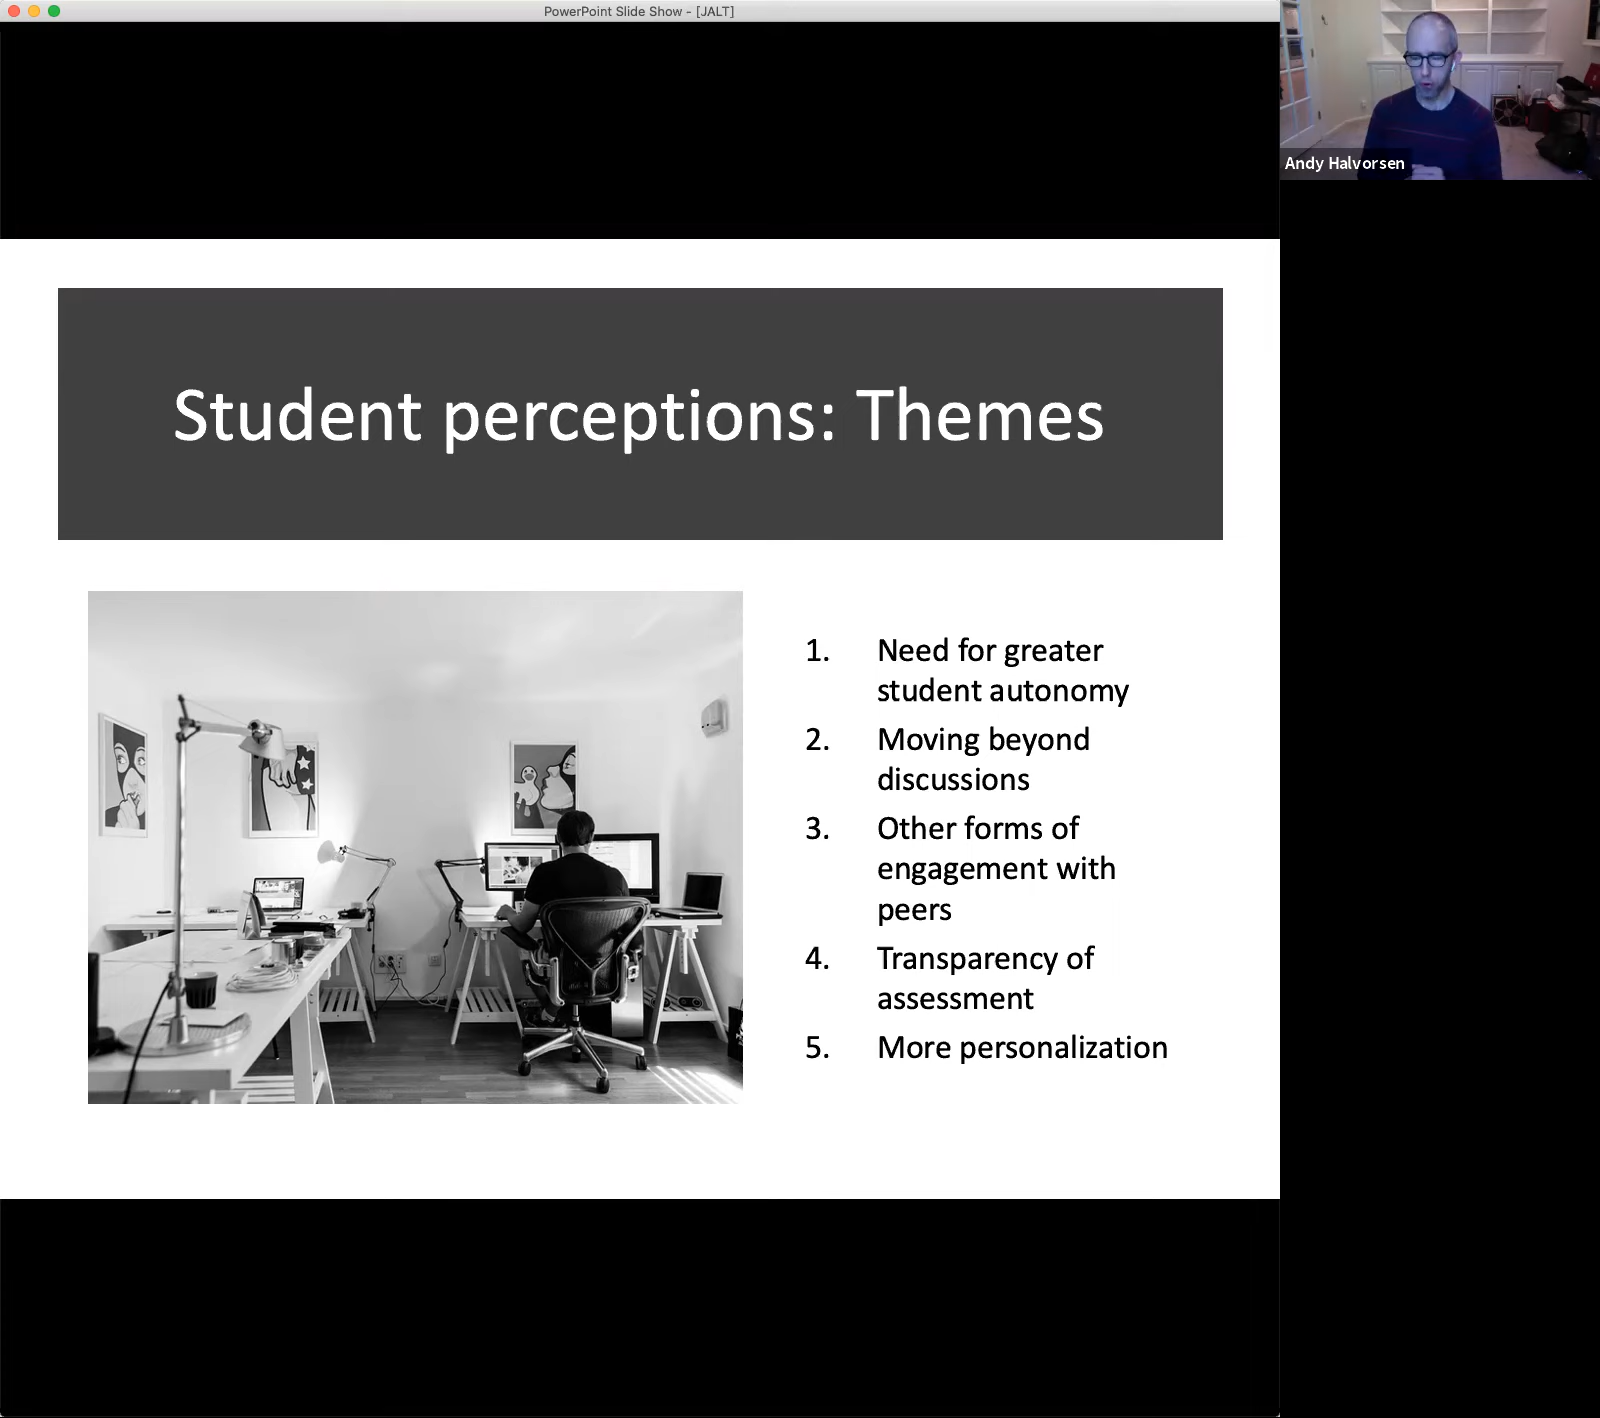 PowerPoint Slide Show - [JALT]
Andy Halvorsen
Student perceptions: Themes
1. Need for greater
student autonomy
2. Moving beyond
discussions
3. Other forms of
engagement with
peers
4. Transparency of
assessment
5. More personalization